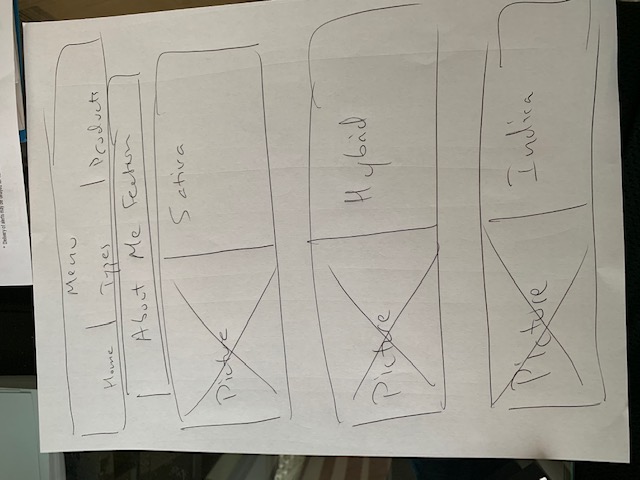 * Delivery of alerts may be delayed
Menu
Home | Types | Products
About Me Section
Picture
Sativa
Picture
Hybrid
Picture
Indica